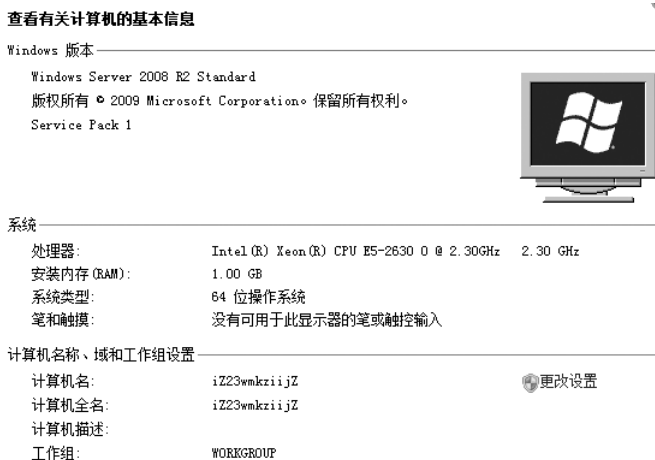 查看有关计算机的基本信息
Windows 版本
Windows Server 2008 R2 Standard
版权所有 © 2009 Microsoft Corporation。保留所有权利。
Service Pack 1
系统
处理器: Intel(R) Xeon(R) CPU E5-2630 0 @ 2.30GHz 2.30 GHz
安装内存(RAM): 1.00 GB
系统类型: 64 位操作系统
笔和触摸: 没有可用于此显示器的笔或触控输入
计算机名称、域和工作组设置
计算机名: iZ23wmkziijZ 更改设置
计算机全名: iZ23wmkziijZ
计算机描述:
工作组: WORKGROUP